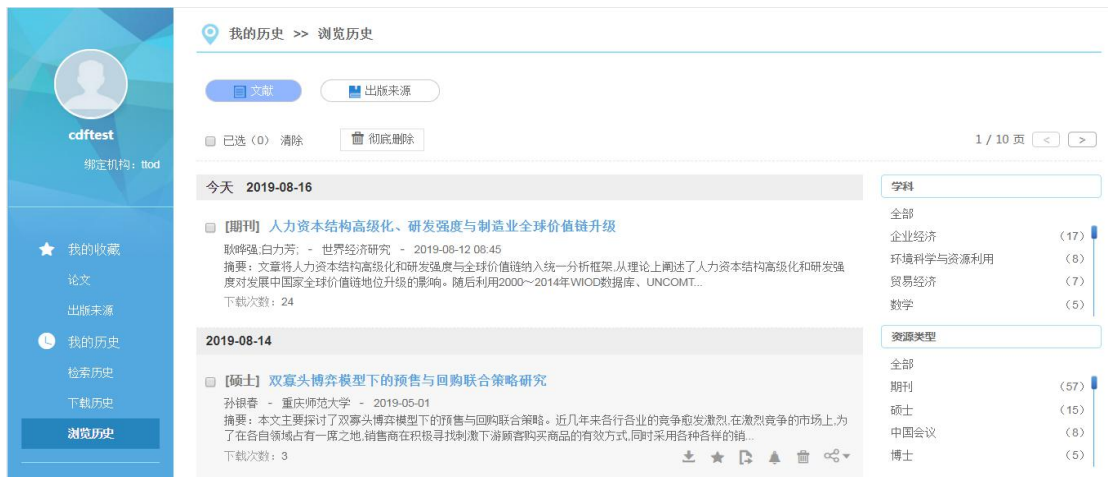 我的历史 >> 浏览历史
文献
出版来源
已选（0） 清除
彻底删除
1 / 10 页 < >
cdftest
绑定机构：ttod
我的收藏
论文
出版来源
我的历史
检索历史
下载历史
浏览历史
今天 2019-08-16
[期刊] 人力资本结构高级化、研发强度与制造业全球价值链升级
耿晔强;白力芳; - 世界经济研究 - 2019-08-12 08:45
摘要：文章将人力资本结构高级化和研发强度与全球价值链纳入统一分析框架,从理论上阐述了人力资本结构高级化和研发强
度对发展中国家全球价值链地位升级的影响。随后利用2000～2014年WIOD数据库、UNCOMT...
下载次数：24
2019-08-14
[硕士] 双寡头博弈模型下的预售与回购联合策略研究
孙银春 - 重庆师范大学 - 2019-05-01
摘要：本文主要探讨了双寡头博弈模型下的预售与回购联合策略。近几年来各行各业的竞争愈发激烈,在激烈竞争的市场上,为
了在各自领域占有一席之地,销售商在积极寻找刺激下游顾客购买商品的有效方式,同时采用各种各样的销...
下载次数：3
学科
全部
企业经济 （17）
环境科学与资源利用 （8）
贸易经济 （7）
数学 （5）
资源类型
全部
期刊 （57）
硕士 （15）
中国会议 （8）
博士 （5）